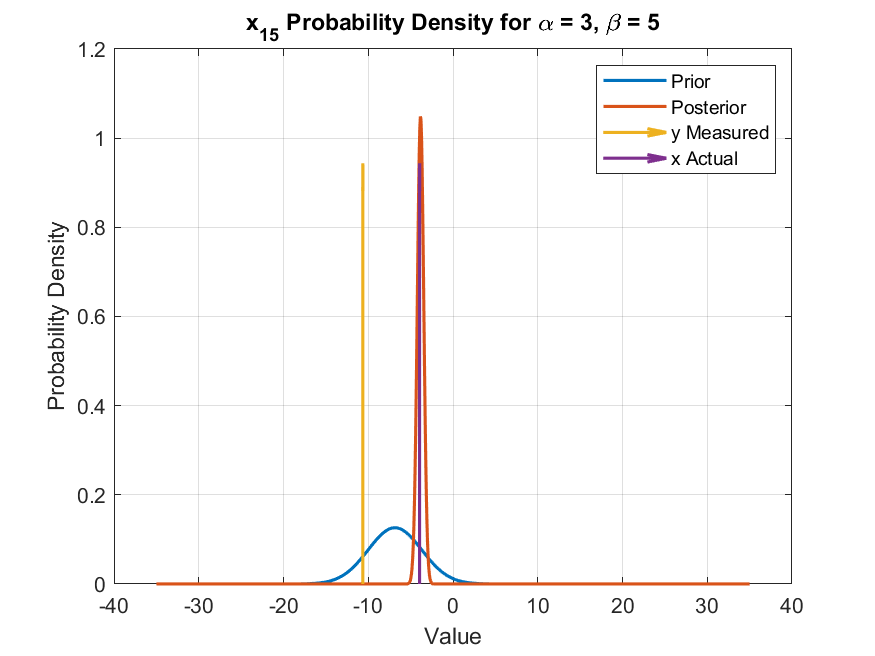 x15 Probability Density for α = 3, β = 5
1.2
1
0.8
0.6
0.4
0.2
0
Probability Density
Prior
Posterior
y Measured
x Actual
-40 -30 -20 -10 0 10 20 30 40
Value